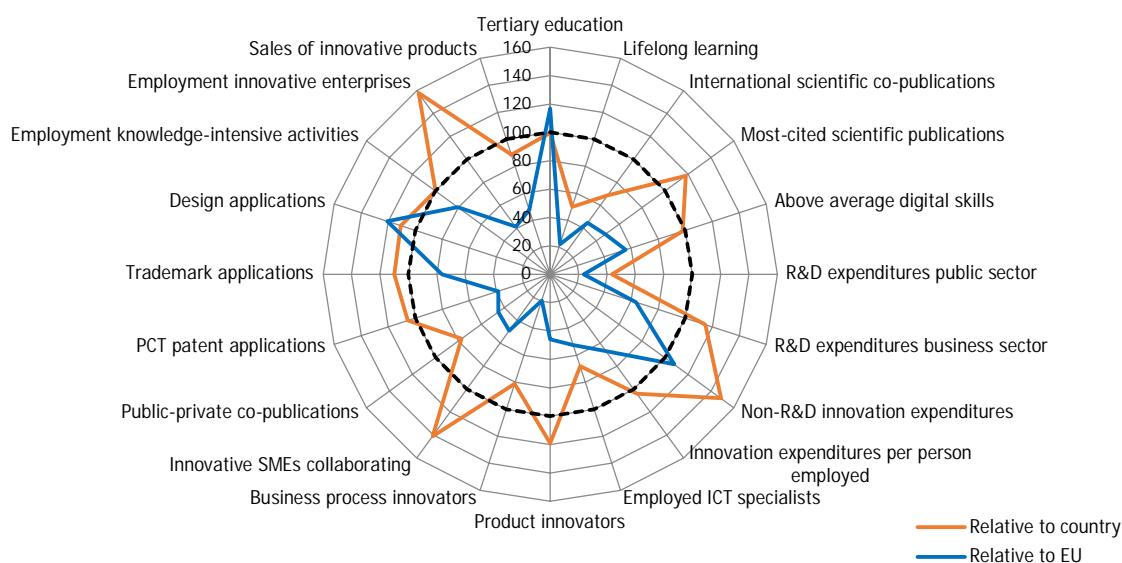 Tertiary education
Sales of innovative products
Lifelong learning
Employment innovative enterprises
International scientific co-publications
Employment knowledge-intensive activities
Most-cited scientific publications
Design applications
Above average digital skills
Trademark applications
R&D expenditures public sector
PCT patent applications
R&D expenditures business sector
Public-private co-publications
Non-R&D innovation expenditures
Innovative SMEs collaborating
Innovation expenditures per person
employed
Business process innovators
Employed ICT specialists
Product innovators
160
140
120
100
80
60
40
20
0
Relative to country
Relative to EU